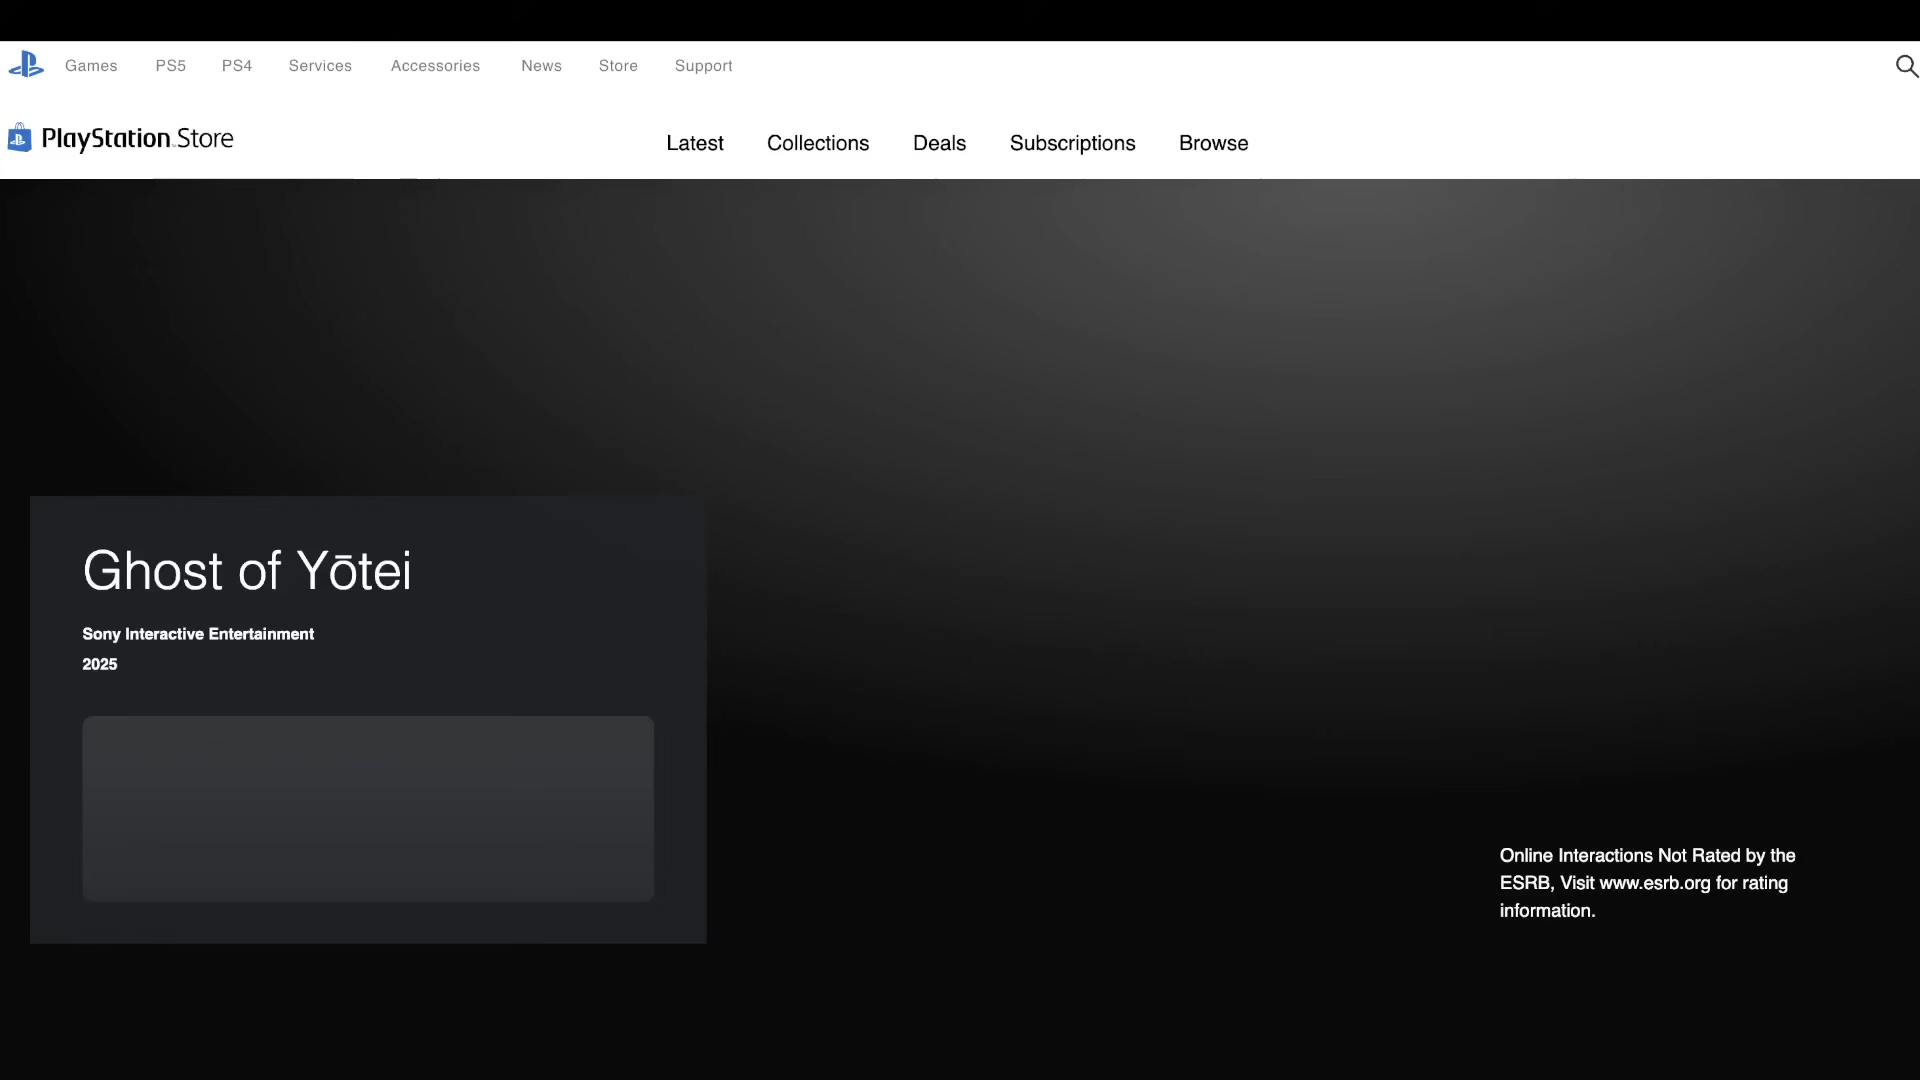 Games PS5 PS4 Services Accessories News Store Support
PlayStation Store
Latest Collections Deals Subscriptions Browse
Ghost of Yōtei
Sony Interactive Entertainment
2025
Online Interactions Not Rated by the
ESRB, Visit www.esrb.org for rating
information.